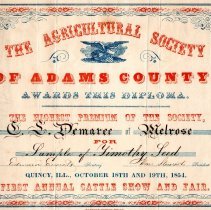 THE AGRICULTURAL SOCIETY
OF ADAMS COUNTY
AWARDS THIS DIPLOMA.
THE HIGHEST PREMIUM OF THE SOCIETY,
C. L. Demaree of Melrose
FOR
Sample of Timothy Seed
QUINCY, ILL., OCTOBER 18TH AND 19TH, 1854.
FIRST ANNUAL CATTLE SHOW AND FAIR.